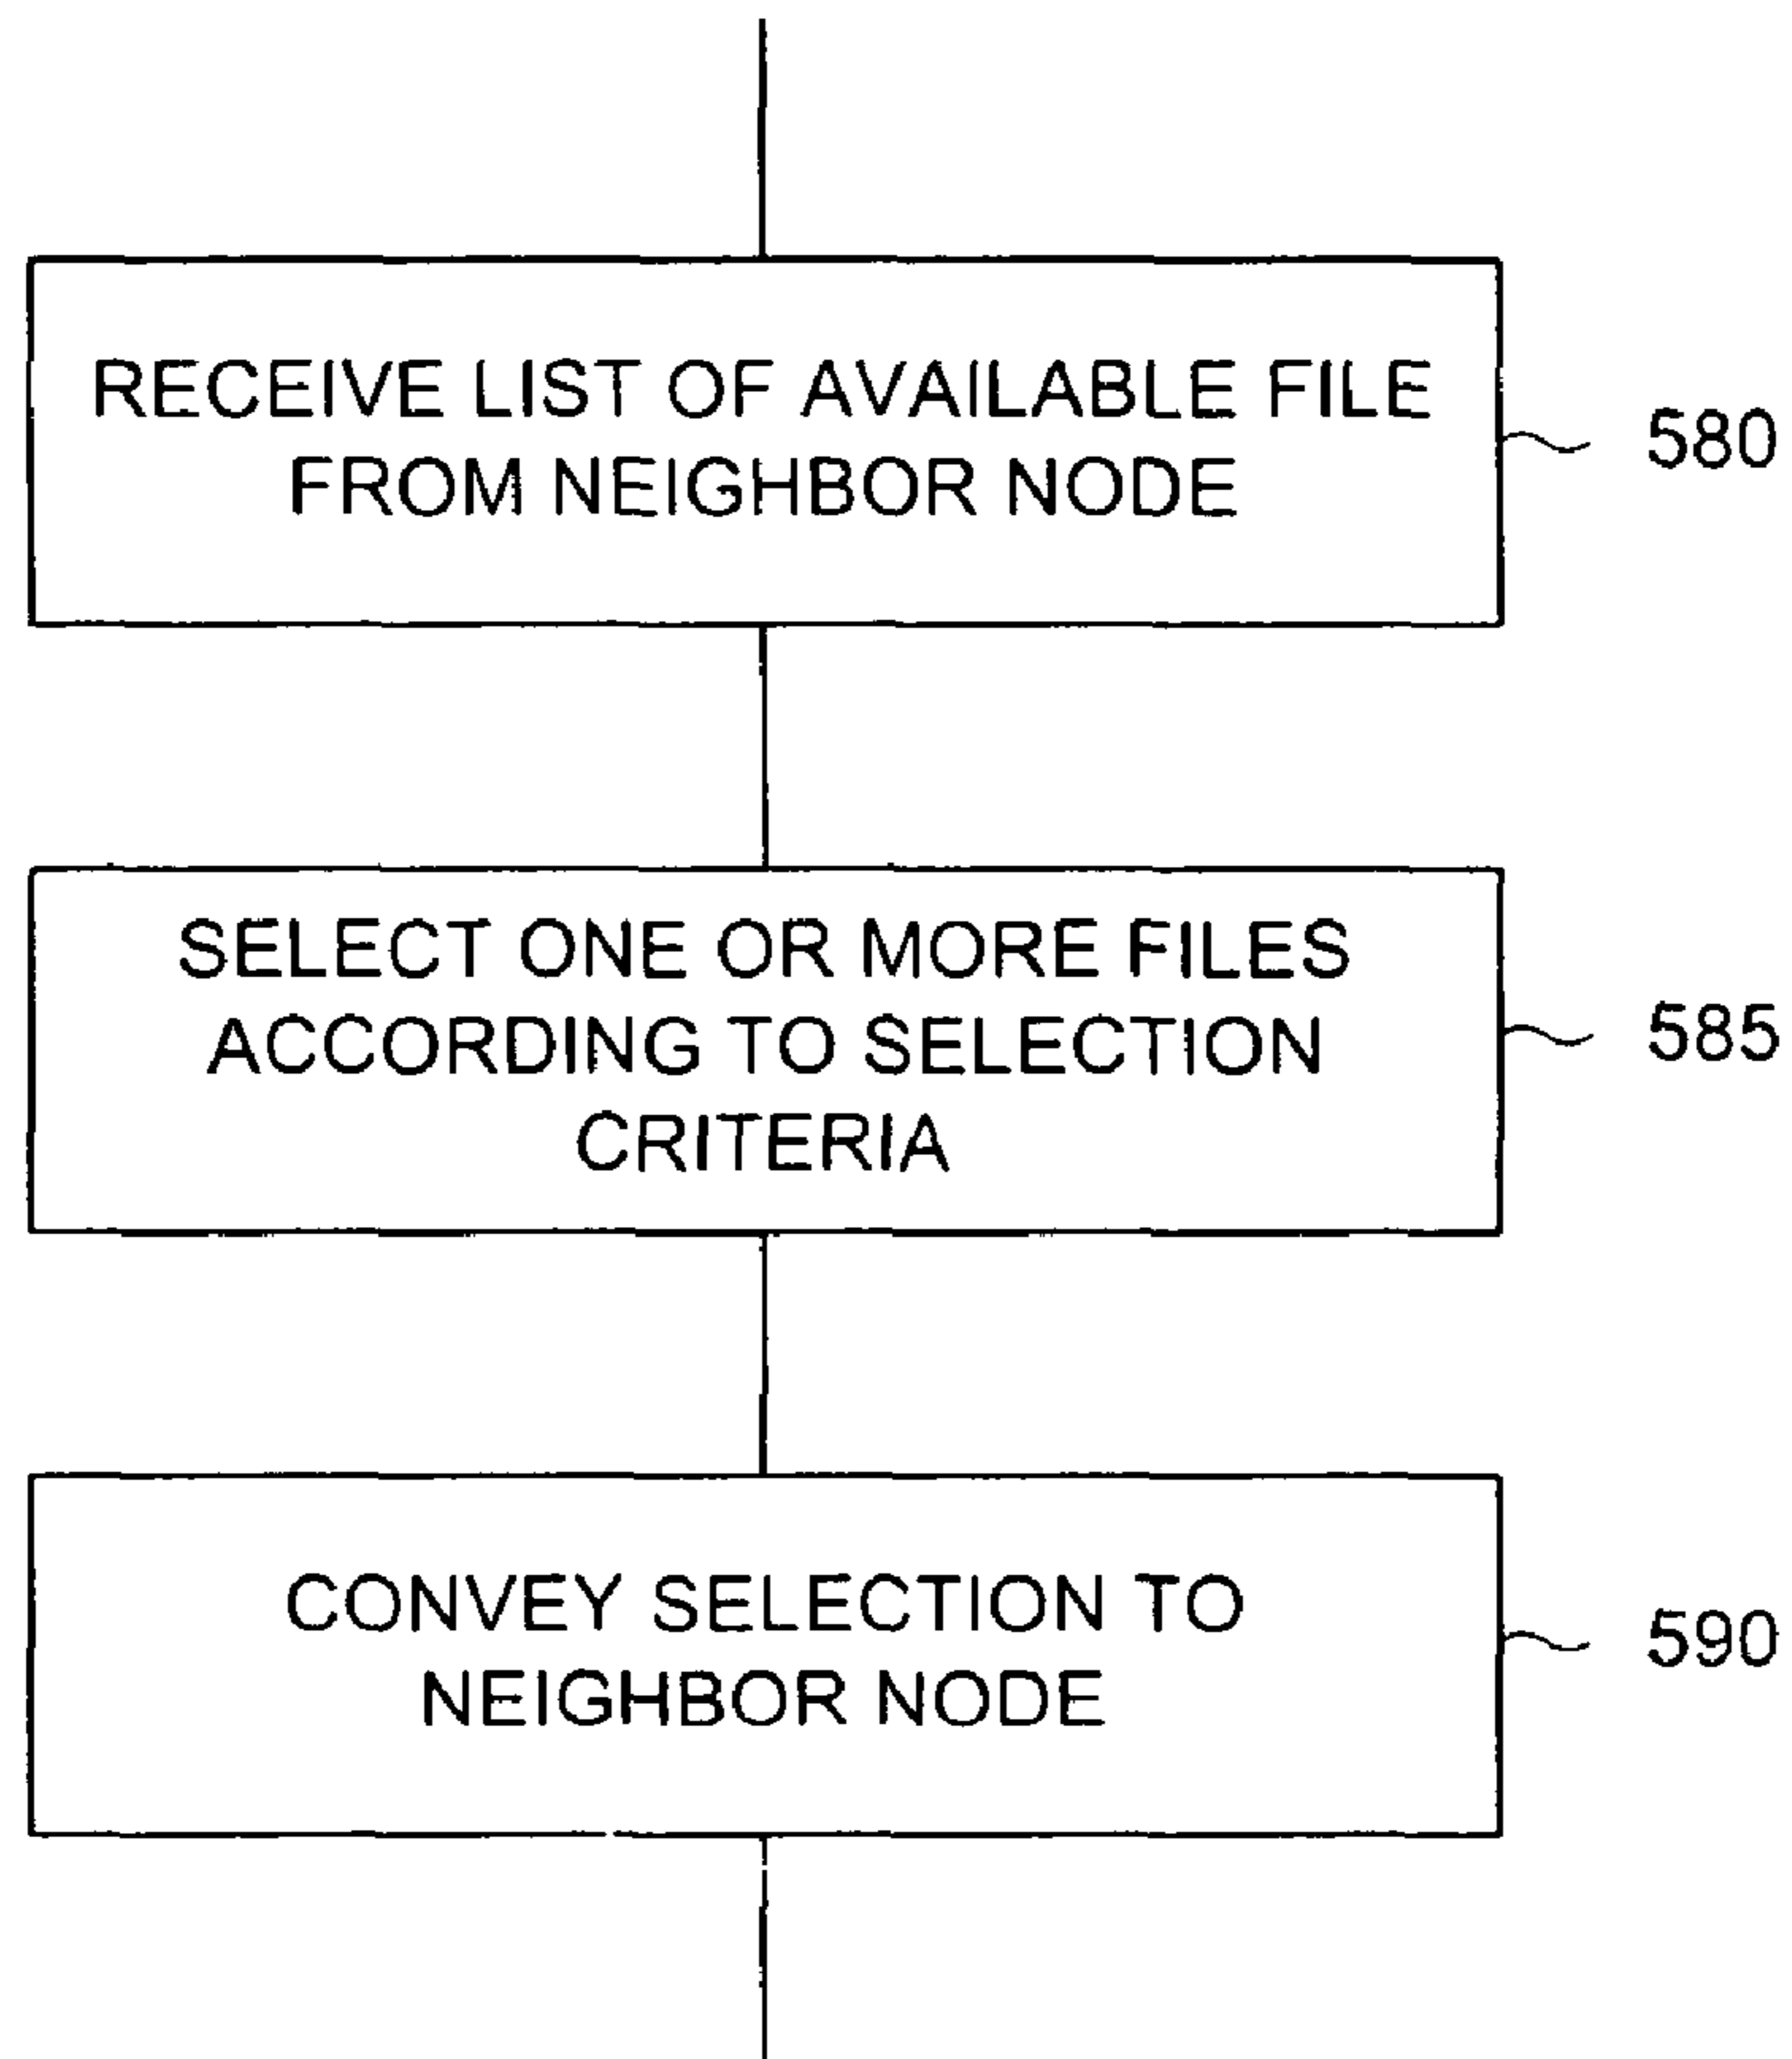 RECEIVE LIST OF AVAILABLE FILE
FROM NEIGHBOR NODE
580
SELECT ONE OR MORE FILES
ACCORDING TO SELECTION
CRITERIA
585
CONVEY SELECTION TO
NEIGHBOR NODE
590